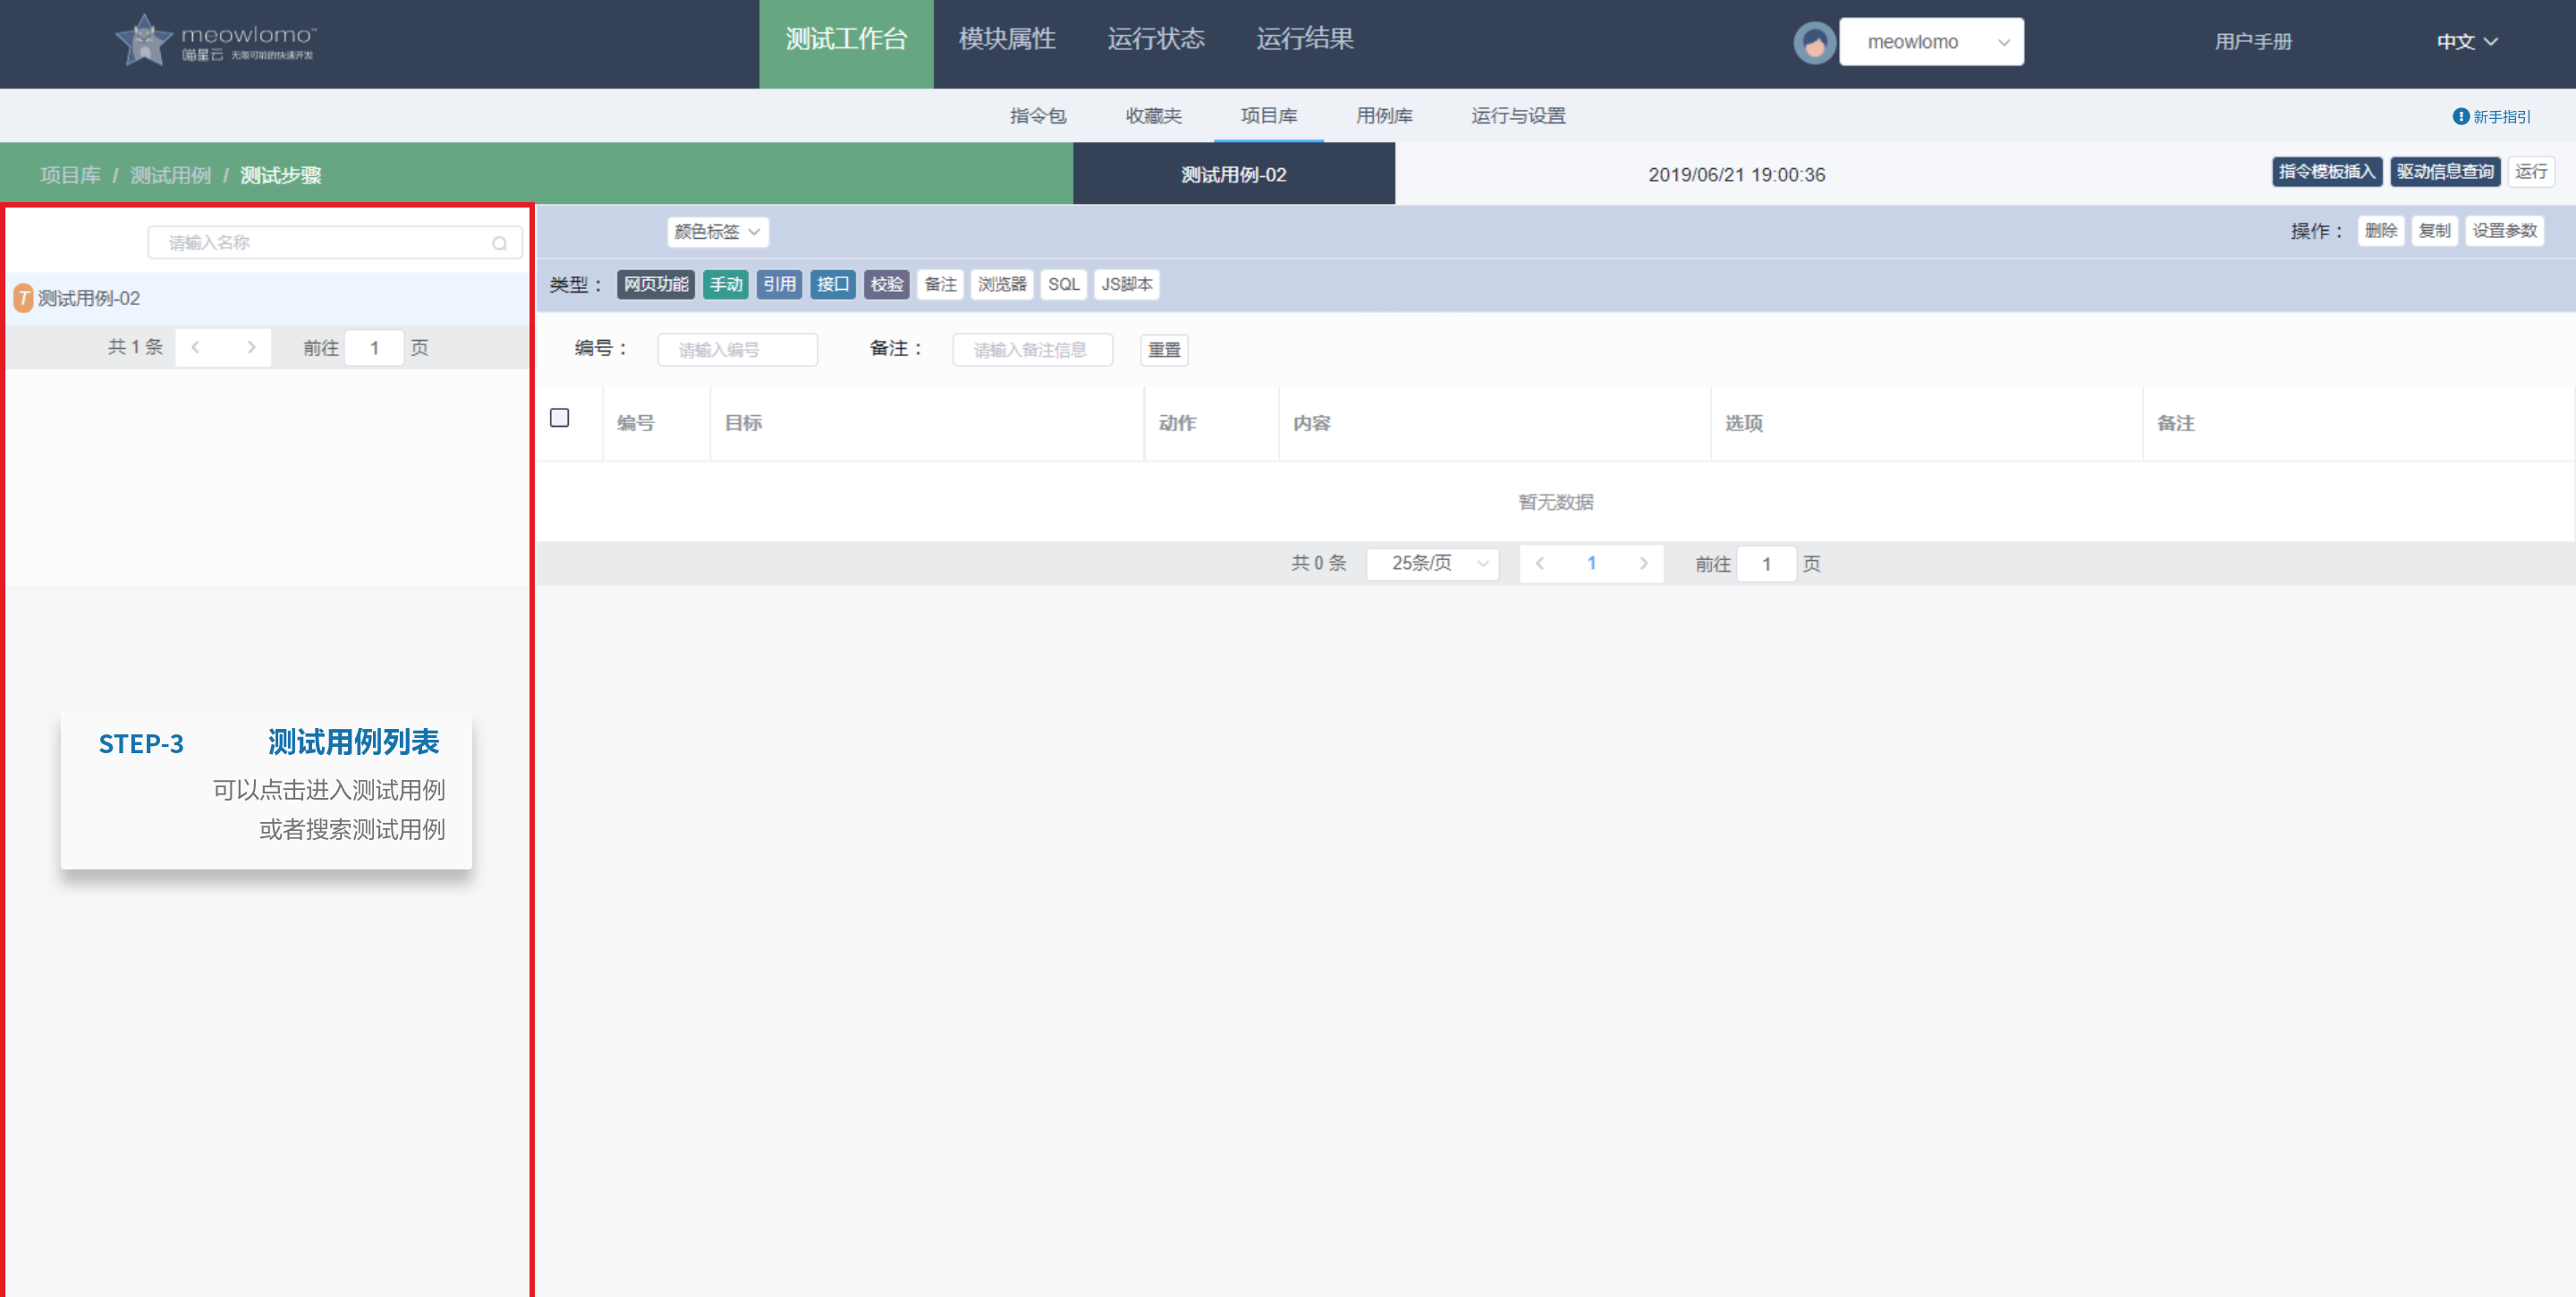 meowlomo™
喵星云 无需可能的快速开发
测试工作台 模块属性 运行状态 运行结果
meowlomo
用户手册
中文
指令包 收藏夹 项目库 用例库 运行与设置
新手指引
项目库 / 测试用例 / 测试步骤
测试用例-02
2019/06/21 19:00:36
指令模板插入 驱动信息查询 运行
请输入名称
T 测试用例-02
共 1 条 前往 1 页
颜色标签
操作： 删除 复制 设置参数
类型： 网页功能 手动 引用 接口 校验 备注 浏览器 SQL JS脚本
编号： 请输入编号 备注： 请输入备注信息 重置
编号 目标 动作 内容 选项 备注
暂无数据
共 0 条 25条/页 1 前往 1 页
STEP-3 测试用例列表
可以点击进入测试用例
或者搜索测试用例